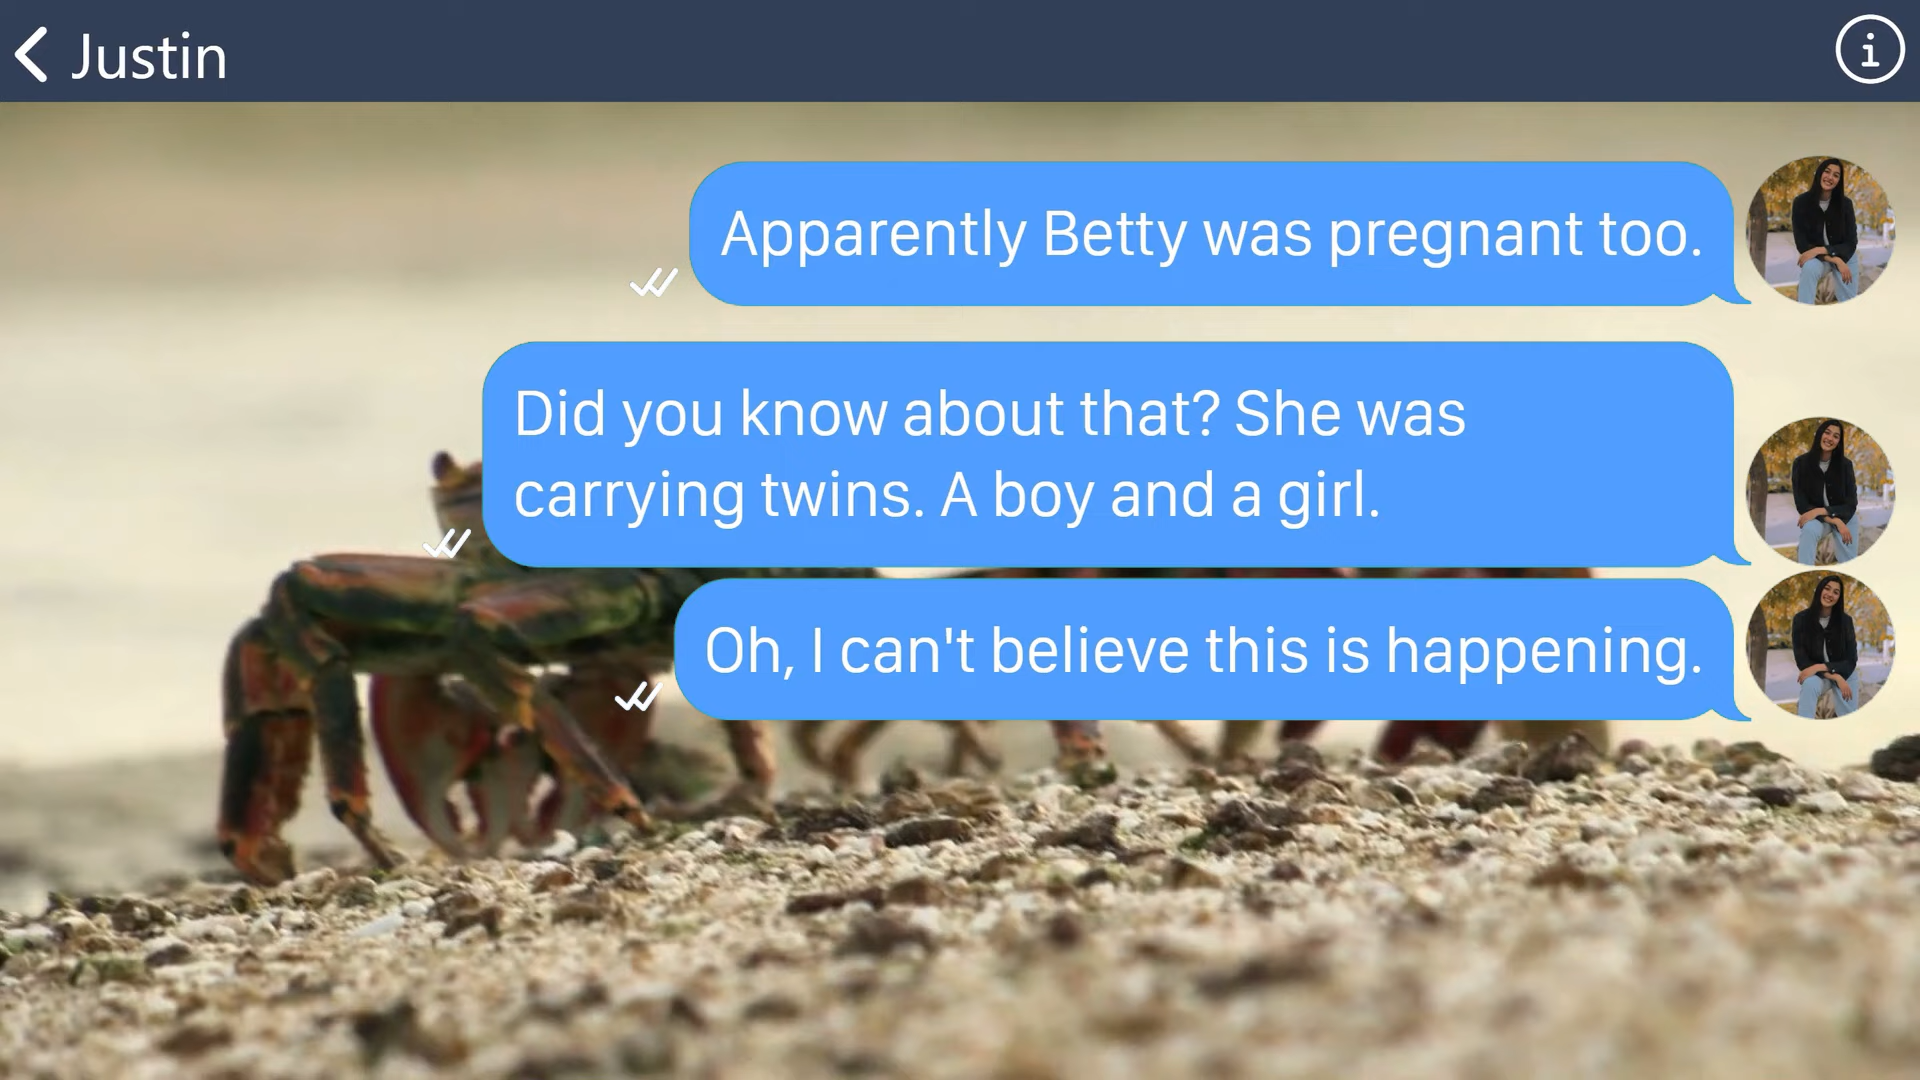 Justin
Apparently Betty was pregnant too.
Did you know about that? She was
carrying twins. A boy and a girl.
Oh, I can't believe this is happening.